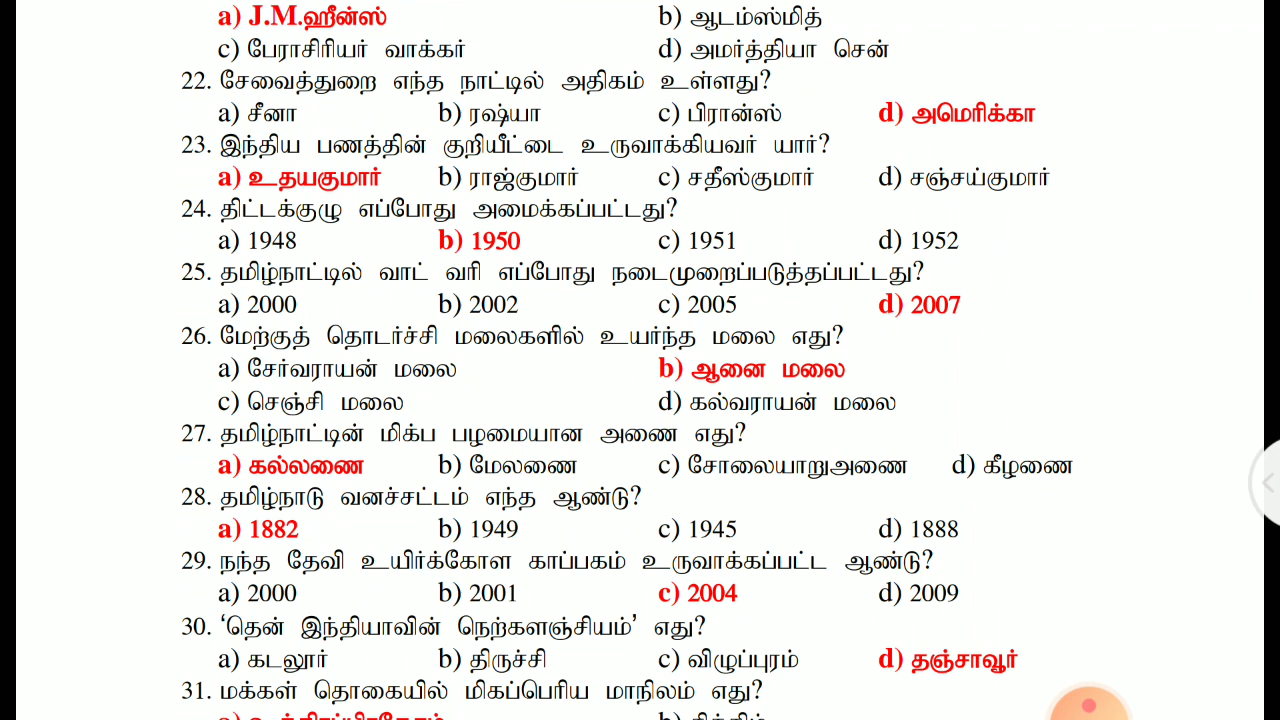 a) J.M.ஹீன்ஸ் b) ஆடம்ஸ்மித்
c) பேராசிரியர் வாக்கர் d) அமர்த்தியா சென்
22. சேவைத்துறை எந்த நாட்டில் அதிகம் உள்ளது?
a) சீனா b) ரஷ்யா c) பிரான்ஸ் d) அமெரிக்கா
23. இந்திய பணத்தின் குறியீட்டை உருவாக்கியவர் யார்?
a) உதயகுமார் b) ராஜ்குமார் c) சதீஸ்குமார் d) சஞ்சய்குமார்
24. திட்டக்குழு எப்போது அமைக்கப்பட்டது?
a) 1948 b) 1950 c) 1951 d) 1952
25. தமிழ்நாட்டில் வாட் வரி எப்போது நடைமுறைப்படுத்தப்பட்டது?
a) 2000 b) 2002 c) 2005 d) 2007
26. மேற்குத் தொடர்ச்சி மலைகளில் உயர்ந்த மலை எது?
a) சேர்வராயன் மலை b) ஆனை மலை
c) செஞ்சி மலை d) கல்வராயன் மலை
27. தமிழ்நாட்டின் மிக்ப பழமையான அணை எது?
a) கல்லணை b) மேலணை c) சோலையாறுஅணை d) கீழணை
28. தமிழ்நாடு வனச்சட்டம் எந்த ஆண்டு?
a) 1882 b) 1949 c) 1945 d) 1888
29. நந்த தேவி உயிர்க்கோள காப்பகம் உருவாக்கப்பட்ட ஆண்டு?
a) 2000 b) 2001 c) 2004 d) 2009
30. ‘தென் இந்தியாவின் நெற்களஞ்சியம்’ எது?
a) கடலூர் b) திருச்சி c) விழுப்புரம் d) தஞ்சாவூர்
31. மக்கள் தொகையில் மிகப்பெரிய மாநிலம் எது?